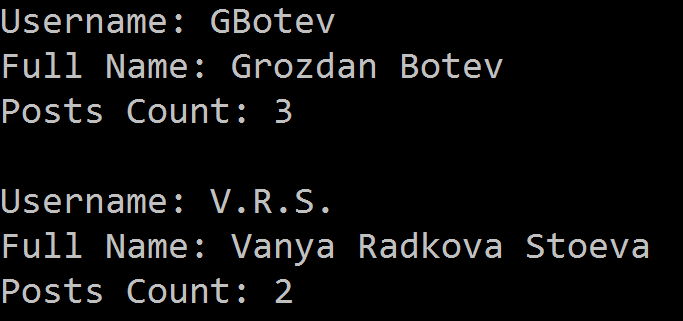 Username: GBotev
Full Name: Grozdan Botev
Posts Count: 3
Username: V.R.S.
Full Name: Vanya Radkova Stoeva
Posts Count: 2